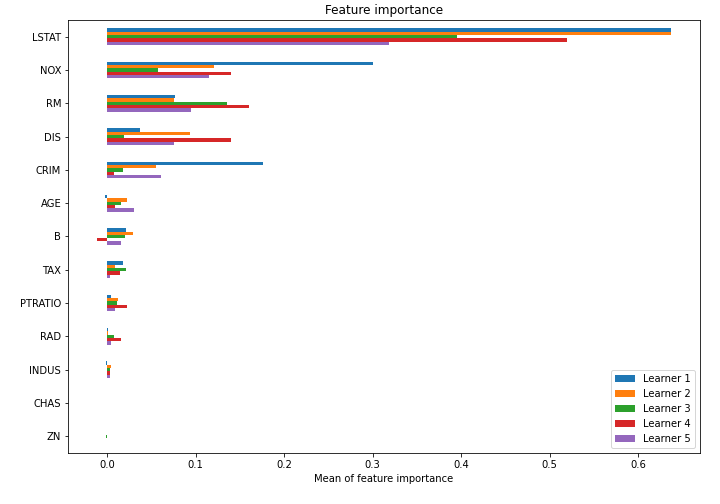 Feature importance
LSTAT
NOX
RM
DIS
CRIM
AGE
B
TAX
PTRATIO
RAD
INDUS
CHAS
ZN
Learner 1
Learner 2
Learner 3
Learner 4
Learner 5
0.0 0.1 0.2 0.3 0.4 0.5 0.6
Mean of feature importance